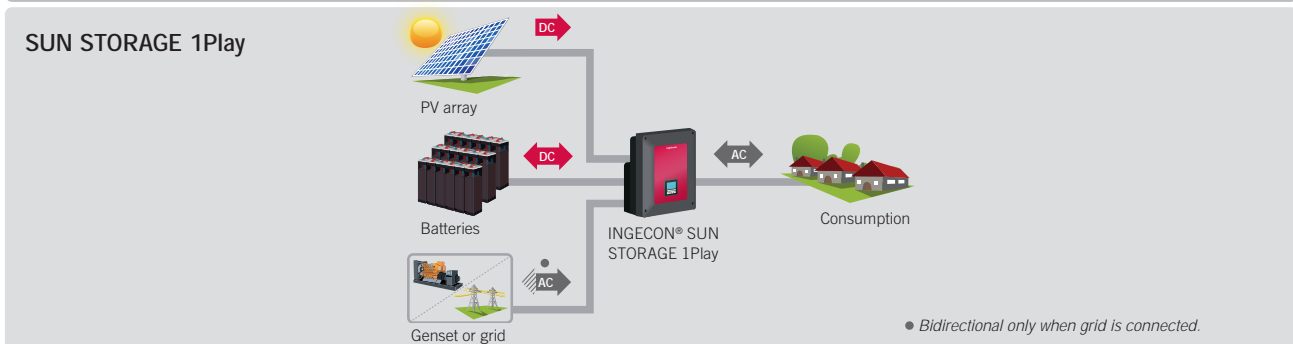 SUN STORAGE 1Play
DC
PV array
DC
Batteries
AC
Genset or grid
INGECON® SUN
STORAGE 1Play
AC
Consumption
● Bidirectional only when grid is connected.